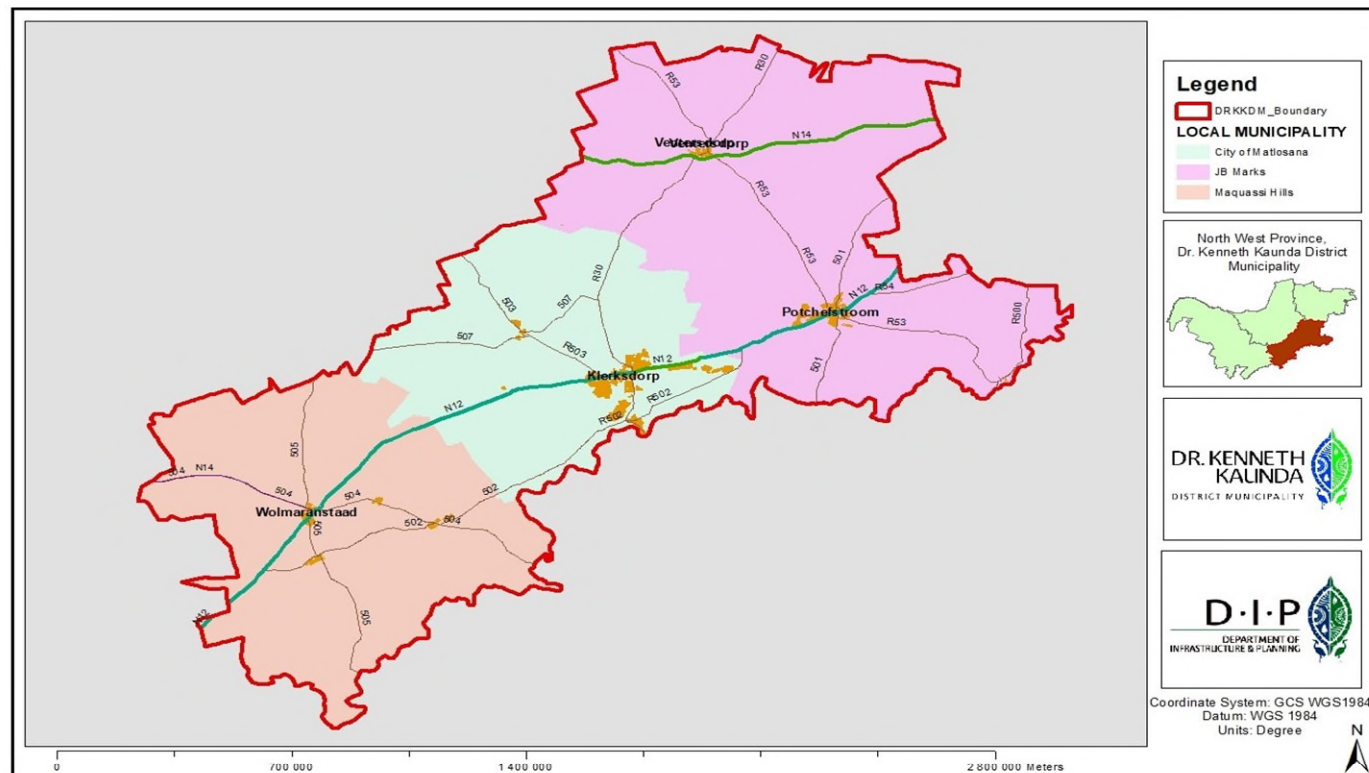 Legend
DRKKDM_Boundary
LOCAL MUNICIPALITY
City of Matlosana
JB Marks
Maquassi Hills
North West Province,
Dr. Kenneth Kaunda District
Municipality
DR. KENNETH
KAUNDA
DISTRICT MUNICIPALITY
D·I·P
DEPARTMENT OF
INFRASTRUCTURE & PLANNING
Coordinate System: GCS WGS1984
Datum: WGS 1984
Units: Degree
N
R53
R30
N14
Ventersdorp
Ventersdorp
R53
R53
501
R30
N12
R54
Potchefstroom
R53
R500
501
503
507
507
R503
N12
Klerksdorp
R502
R502
N12
505
504
N14
504
504
502
Wolmaranstaad
505
502
504
N12
505
0
700 000
1 400 000
2 800 000 Meters